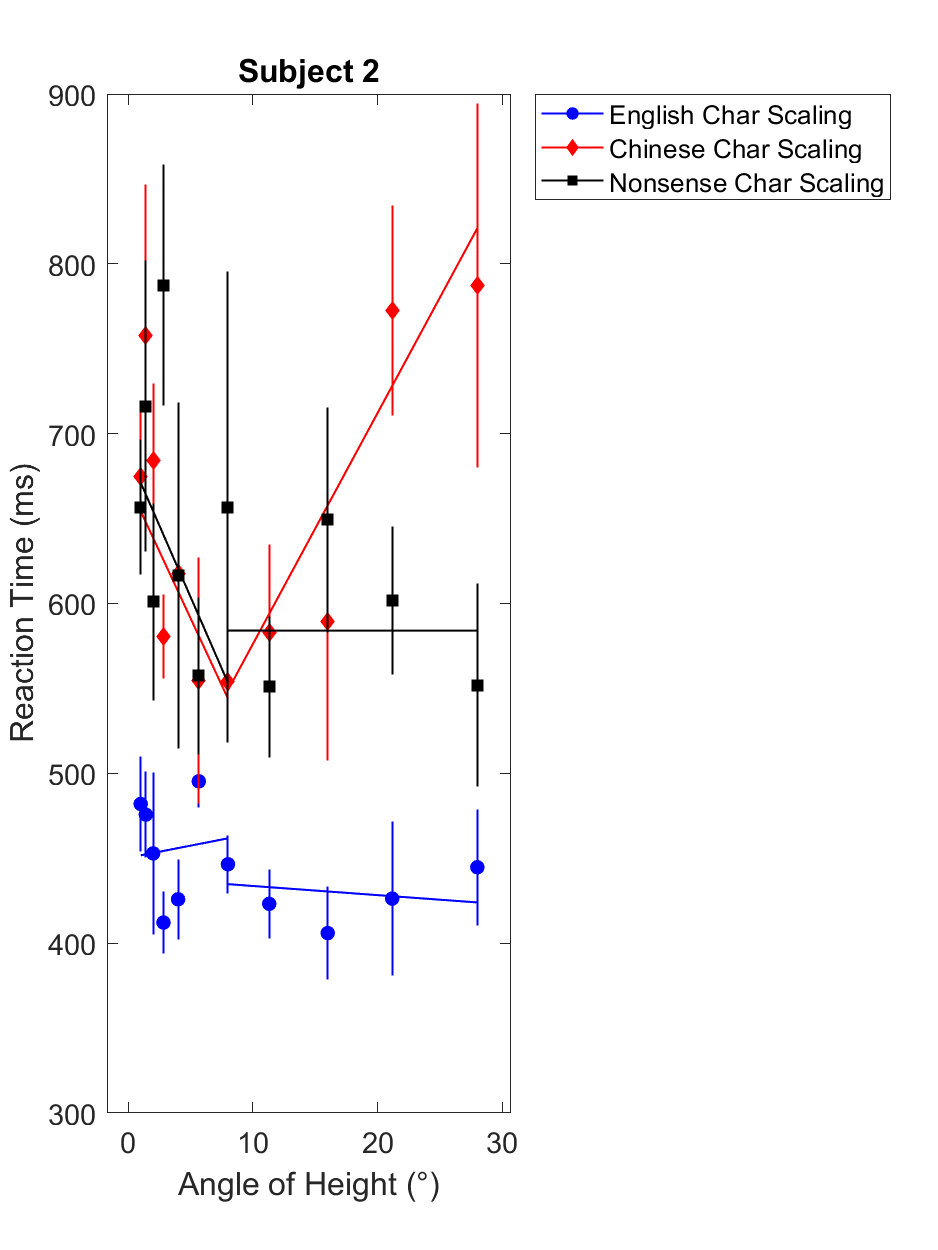 Subject 2
900
800
700
600
500
400
300
Reaction Time (ms)
0 10 20 30
Angle of Height (°)
English Char Scaling
Chinese Char Scaling
Nonsense Char Scaling